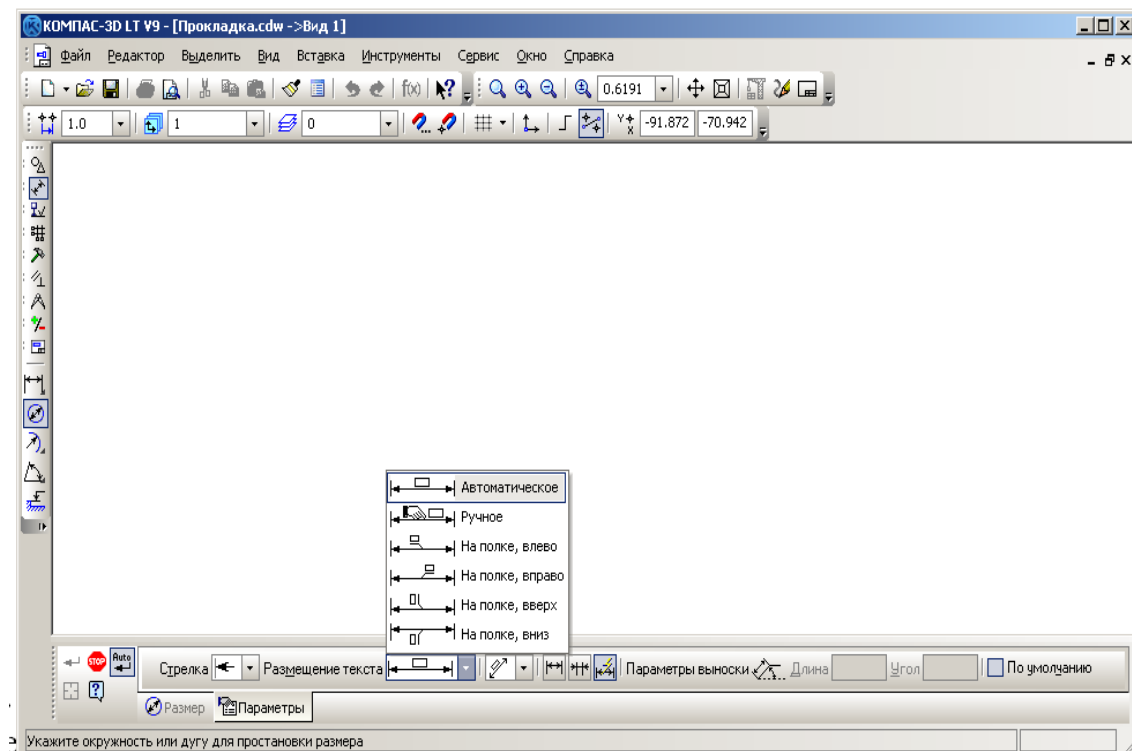 КОМПАС-3D LT V9 - [Прокладка.cdw ->Вид 1]
Файл Редактор Выделить Вид Вставка Инструменты Сервис Окно Справка
f(x) 0.6191
1.0 1 0 -91.872 -70.942
Автоматическое
Ручное
На полке, влево
На полке, вправо
На полке, вверх
На полке, вниз
STOP Auto Стрелка Размещение текста Параметры выноски Длина Угол По умолчанию
Размер Параметры
Укажите окружность или дугу для простановки размера